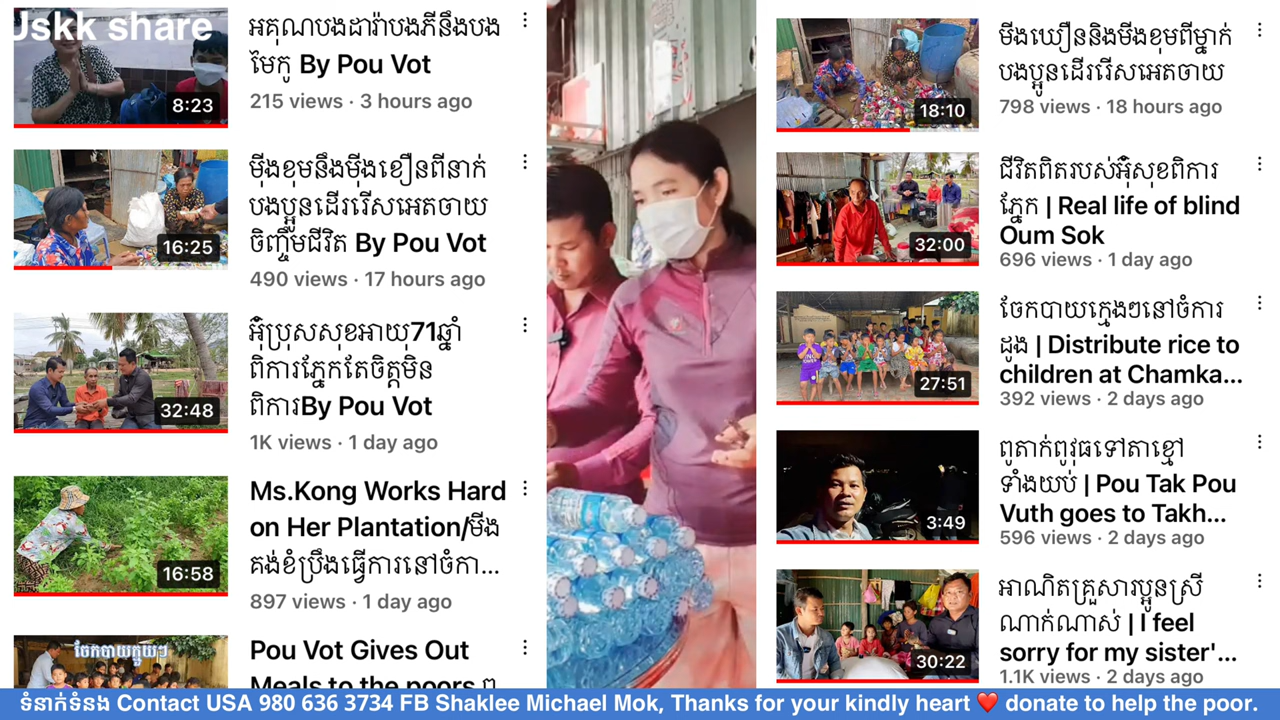 Jskk share
8:23
អគុណបងដារ៉ាបងភីនឹងបង
មៃកូ By Pou Vot
215 views · 3 hours ago
16:25
ម៉ីងខុមនឹងម៉ីងខឿនពីនាក់
បងប្អូនដើររើសអេតចាយ
ចិញ្ចឹមជីវិត By Pou Vot
490 views · 17 hours ago
32:48
អ៊ុំប្រុសសុខអាយុ71ឆ្នាំ
ពិការភ្នែកតែចិត្តមិន
ពិការBy Pou Vot
1K views · 1 day ago
16:58
Ms.Kong Works Hard
on Her Plantation/មីង
គង់ខំប្រឹងធ្វើការនៅចំកា...
897 views · 1 day ago
ចែកបាយក្មួយៗ
Pou Vot Gives Out
Meals to the poors
18:10
មីងឃឿននិងមីងខុមពីម្នាក់
បងប្អូនដើររើសអេតចាយ
798 views · 18 hours ago
32:00
ជីវិតពិតរបស់អ៊ុំសុខពិការ
ភ្នែក | Real life of blind
Oum Sok
696 views · 1 day ago
27:51
ចែកបាយក្មេងៗនៅចំការ
ដូង | Distribute rice to
children at Chamka...
392 views · 2 days ago
3:49
ពូតាក់ពូវុធទៅតាខ្មៅ
ទាំងយប់ | Pou Tak Pou
Vuth goes to Takh...
596 views · 2 days ago
30:22
អាណិតគ្រួសារប្អូនស្រី
ណាក់ណាស់ | I feel
sorry for my sister'...
1.1K views · 2 days ago
ទំនាក់ទំនង Contact USA 980 636 3734 FB Shaklee Michael Mok, Thanks for your kindly heart ❤️ donate to help the poor.